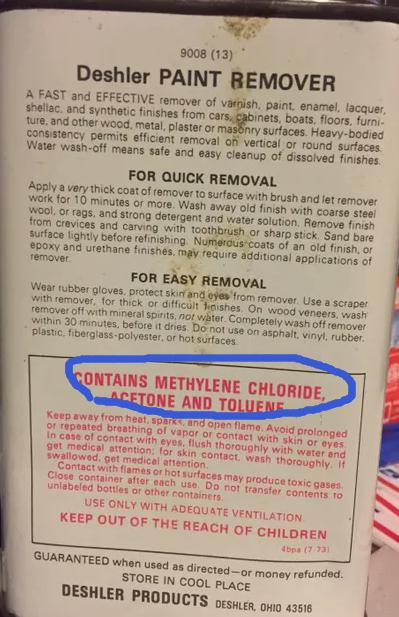 9008 (13)
Deshler PAINT REMOVER
A FAST and EFFECTIVE remover of varnish, paint, enamel, lacquer,
shellac, and synthetic finishes from cars, cabinets, boats, floors, furni-
ture, and other wood, metal, plaster or masonry surfaces. Heavy-bodied
consistency permits efficient removal on vertical or round surfaces.
Water wash-off means safe and easy cleanup of dissolved finishes.
FOR QUICK REMOVAL
Apply a very thick coat of remover to surface with brush and let remover
work for 10 minutes or more. Wash away old finish with coarse steel
wool, or rags, and strong detergent and water solution. Remove finish
from crevices and carving with toothbrush or sharp stick. Sand bare
surface lightly before refinishing. Numerous coats of an old finish, or
epoxy and urethane finishes, may require additional applications of
remover.
FOR EASY REMOVAL
Wear rubber gloves, protect skin and eyes from remover. Use a scraper
with remover, for thick or difficult finishes. On wood veneers, wash
remover off with mineral spirits, not water. Completely wash off remover
within 30 minutes, before it dries. Do not use on asphalt, vinyl, rubber,
plastic, fiberglass-polyester, or hot surfaces.
CONTAINS METHYLENE CHLORIDE,
ACETONE AND TOLUENE
Keep away from heat, sparks, and open flame. Avoid prolonged
or repeated breathing of vapor or contact with skin or eyes.
In case of contact with eyes, flush thoroughly with water and
get medical attention; for skin contact, wash thoroughly. If
swallowed, get medical attention.
Contact with flames or hot surfaces may produce toxic gases.
Close container after each use. Do not transfer contents to
unlabeled bottles or other containers.
USE ONLY WITH ADEQUATE VENTILATION
KEEP OUT OF THE REACH OF CHILDREN
4bpa (7-73)
GUARANTEED when used as directed—or money refunded.
STORE IN COOL PLACE
DESHLER PRODUCTS DESHLER, OHIO 43516